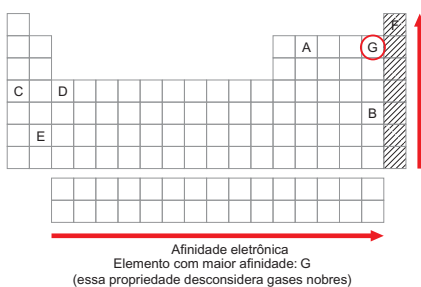 F
A G
C D
B
E
Afinidade eletrônica
Elemento com maior afinidade: G
(essa propriedade desconsidera gases nobres)